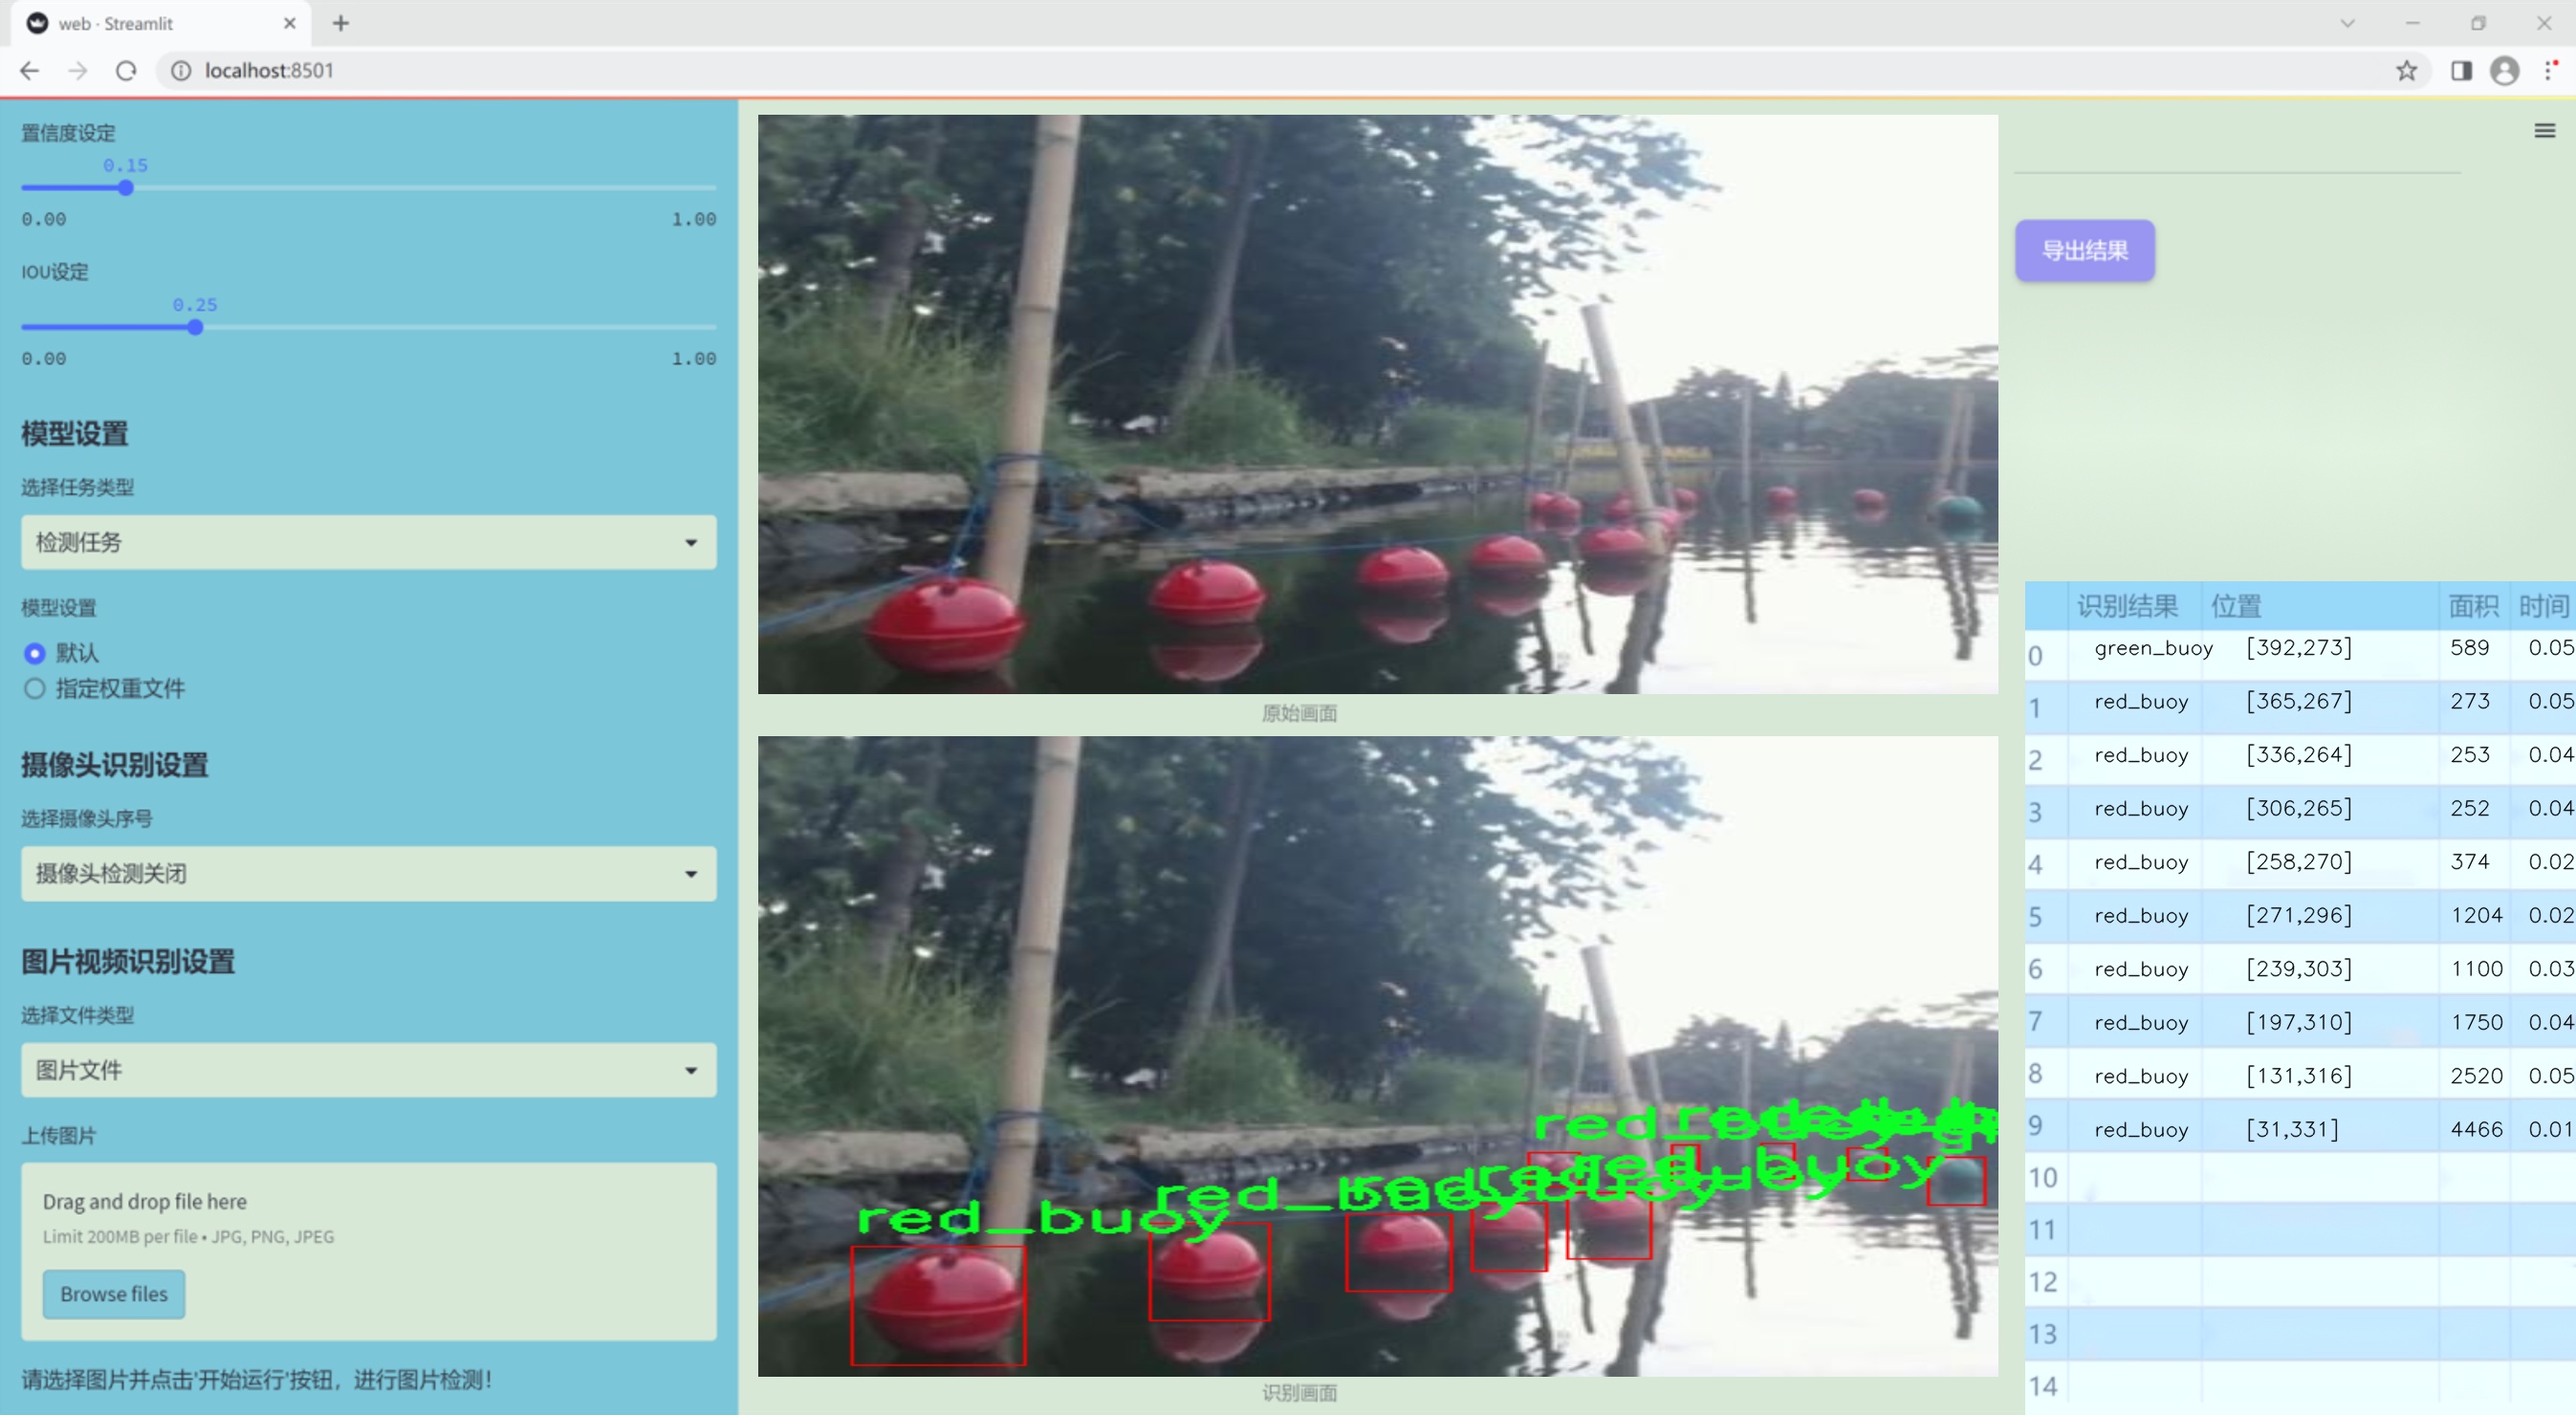 web · Streamlit
localhost:8501
置信度设定
0.15
0.00 1.00
IOU设定
0.25
0.00 1.00
模型设置
选择任务类型
检测任务
模型设置
默认
指定权重文件
摄像头识别设置
选择摄像头序号
摄像头检测关闭
图片视频识别设置
选择文件类型
图片文件
上传图片
Drag and drop file here
Limit 200MB per file • JPG, PNG, JPEG
Browse files
请选择图片并点击'开始运行'按钮，进行图片检测！
原始画面
red_buoy
识别画面
导出结果
识别结果 位置 面积 时间
0 green_buoy [392,273] 589 0.05
1 red_buoy [365,267] 273 0.05
2 red_buoy [336,264] 253 0.04
3 red_buoy [306,265] 252 0.04
4 red_buoy [258,270] 374 0.02
5 red_buoy [271,296] 1204 0.02
6 red_buoy [239,303] 1100 0.03
7 red_buoy [197,310] 1750 0.04
8 red_buoy [131,316] 2520 0.05
9 red_buoy [31,331] 4466 0.01
10
11
12
13
14